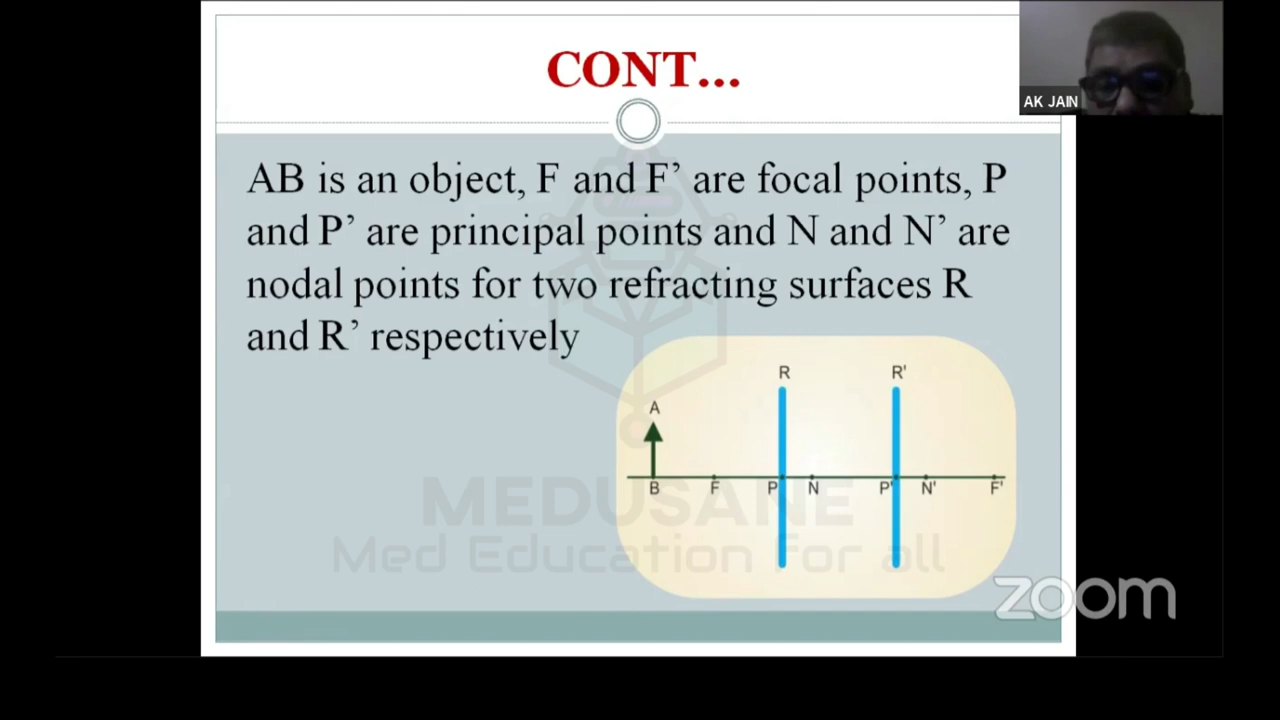 CONT...
AK JAIN
AB is an object, F and F’ are focal points, P
and P’ are principal points and N and N’ are
nodal points for two refracting surfaces R
and R’ respectively
R R'
A
B F P N P' N' F'
MEDUSANE
Med Education for all
zoom